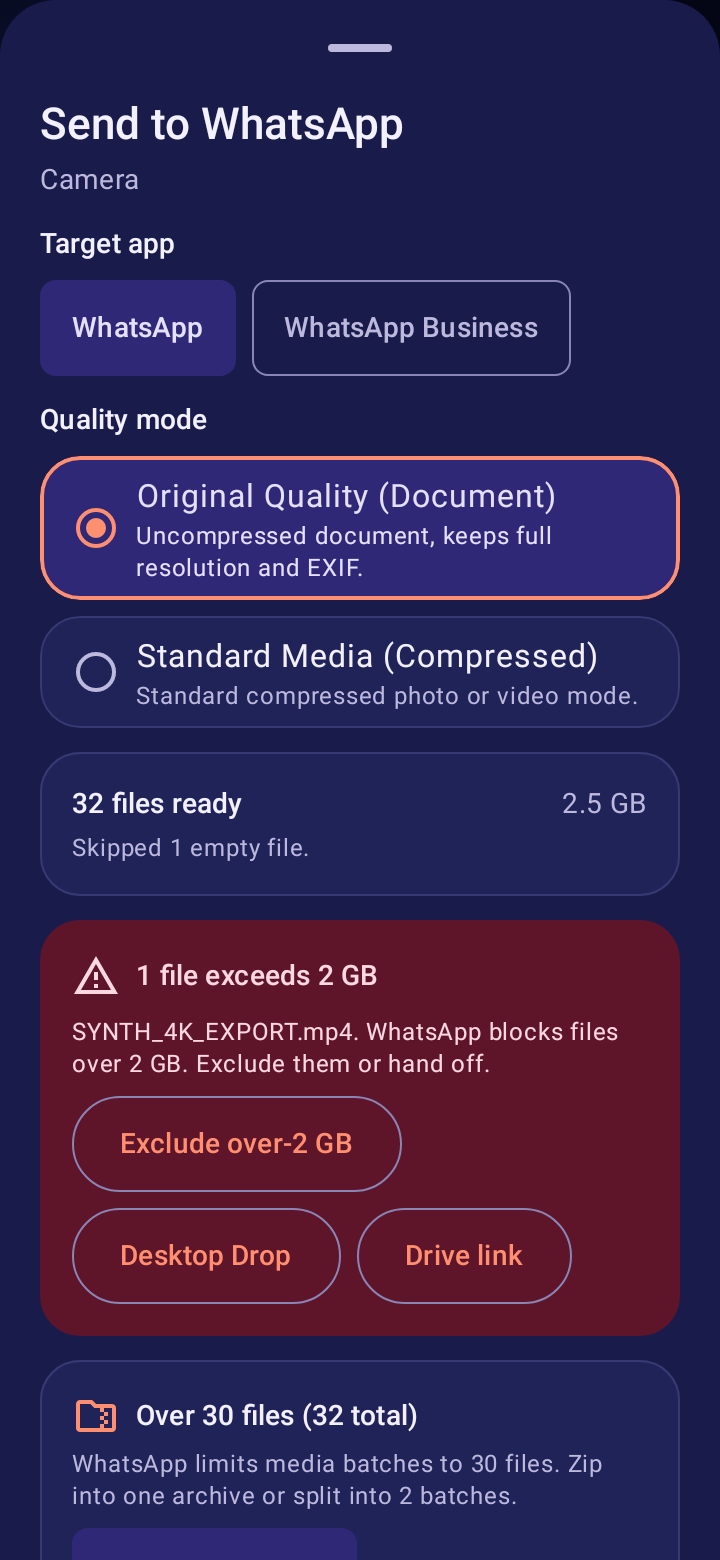 Send to WhatsApp
Camera
Target app
WhatsApp
WhatsApp Business
Quality mode
Original Quality (Document)
Uncompressed document, keeps full
resolution and EXIF.
Standard Media (Compressed)
Standard compressed photo or video mode.
32 files ready
2.5 GB
Skipped 1 empty file.
1 file exceeds 2 GB
SYNTH_4K_EXPORT.mp4. WhatsApp blocks files
over 2 GB. Exclude them or hand off.
Exclude over-2 GB
Desktop Drop
Drive link
Over 30 files (32 total)
WhatsApp limits media batches to 30 files. Zip
into one archive or split into 2 batches.